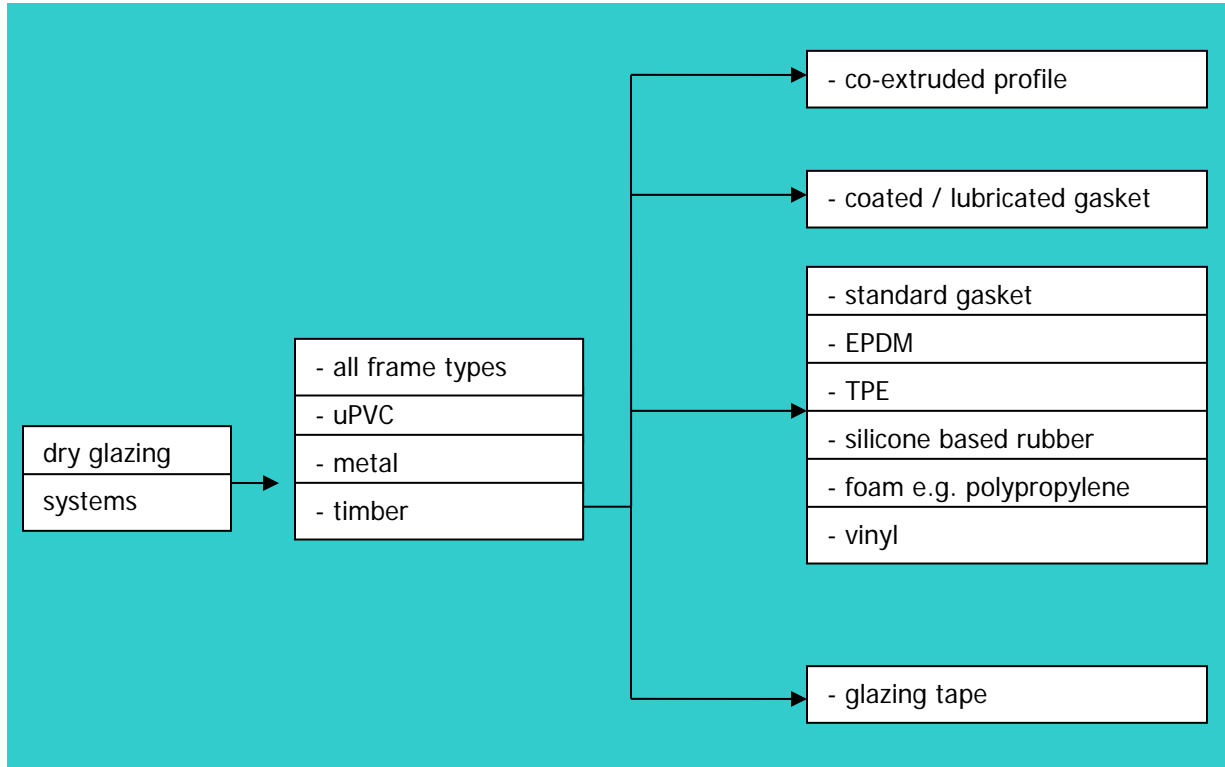 dry glazing
systems
- all frame types
- uPVC
- metal
- timber
- co-extruded profile
- coated / lubricated gasket
- standard gasket
- EPDM
- TPE
- silicone based rubber
- foam e.g. polypropylene
- vinyl
- glazing tape